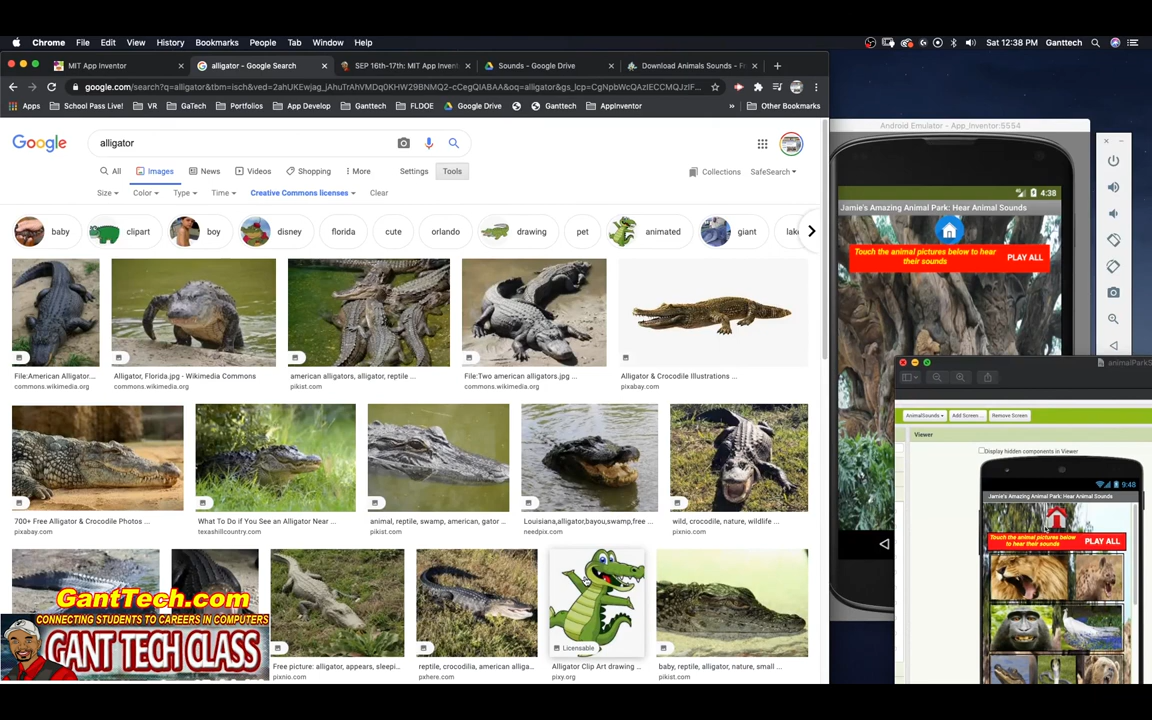 Chrome File Edit View History Bookmarks People Tab Window Help
Sat 12:38 PM Ganttech
MIT App Inventor
alligator - Google Search
SEP 16th-17th: MIT App Invent
Sounds - Google Drive
Download Animals Sounds - F
Apps School Pass Live! VR GaTech Portfolios App Develop Ganttech FLDOE Google Drive Ganttech AppInventor Other Bookmarks
Google
alligator
All Images News Videos Shopping More Settings Tools
Collections SafeSearch
Size Color Type Time Creative Commons licenses Clear
baby clipart boy disney florida cute orlando drawing pet animated giant
File:American Alligator...
commons.wikimedia.org
Alligator, Florida.jpg - Wikimedia Commons
commons.wikimedia.org
american alligators, alligator, reptile ...
pikist.com
File:Two american alligators.jpg ...
commons.wikimedia.org
Alligator & Crocodile Illustrations ...
pixabay.com
700+ Free Alligator & Crocodile Photos ...
pixabay.com
What To Do if You See an Alligator Near ...
texashillcountry.com
animal, reptile, swamp, american, gator ...
pikist.com
Louisiana,alligator,bayou,swamp,free ...
needpix.com
wild, crocodile, nature, wildlife ...
pixnio.com
Free picture: alligator, appears, sleepi...
pixnio.com
reptile, crocodilia, american alliga...
pxhere.com
Licensable
Alligator Clip Art drawing ...
pixy.org
baby, reptile, alligator, nature, small ...
pikist.com
GantTech.com
CONNECTING STUDENTS TO CAREERS IN COMPUTERS
GANT TECH CLASS
Android Emulator - App_inventor:5554
4:38
Jamie's Amazing Animal Park: Hear Animal Sounds
Touch the animal pictures below to hear
their sounds
PLAY ALL
AnimalSounds Add Screen ... Remove Screen
Viewer
Display hidden components in Viewer
9:48
Jamie's Amazing Animal Park: Hear Animal Sounds
Touch the animal pictures below
to hear their sounds
PLAY ALL